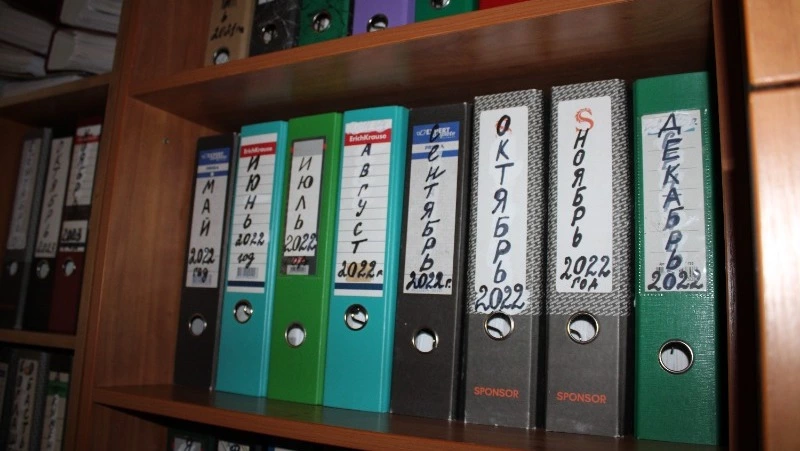 МАЙ
2022
год
ErichKrause
ИЮНЬ
2022
год
ИЮЛЬ
2022
ErichKrause
АВГУСТ
2022г
СЕНТЯБРЬ
2022г.
ОКТЯБРЬ
2022
SPONSOR
S
НОЯБРЬ
2022
ГОД
SPONSOR
ДЕКАБРЬ
2022